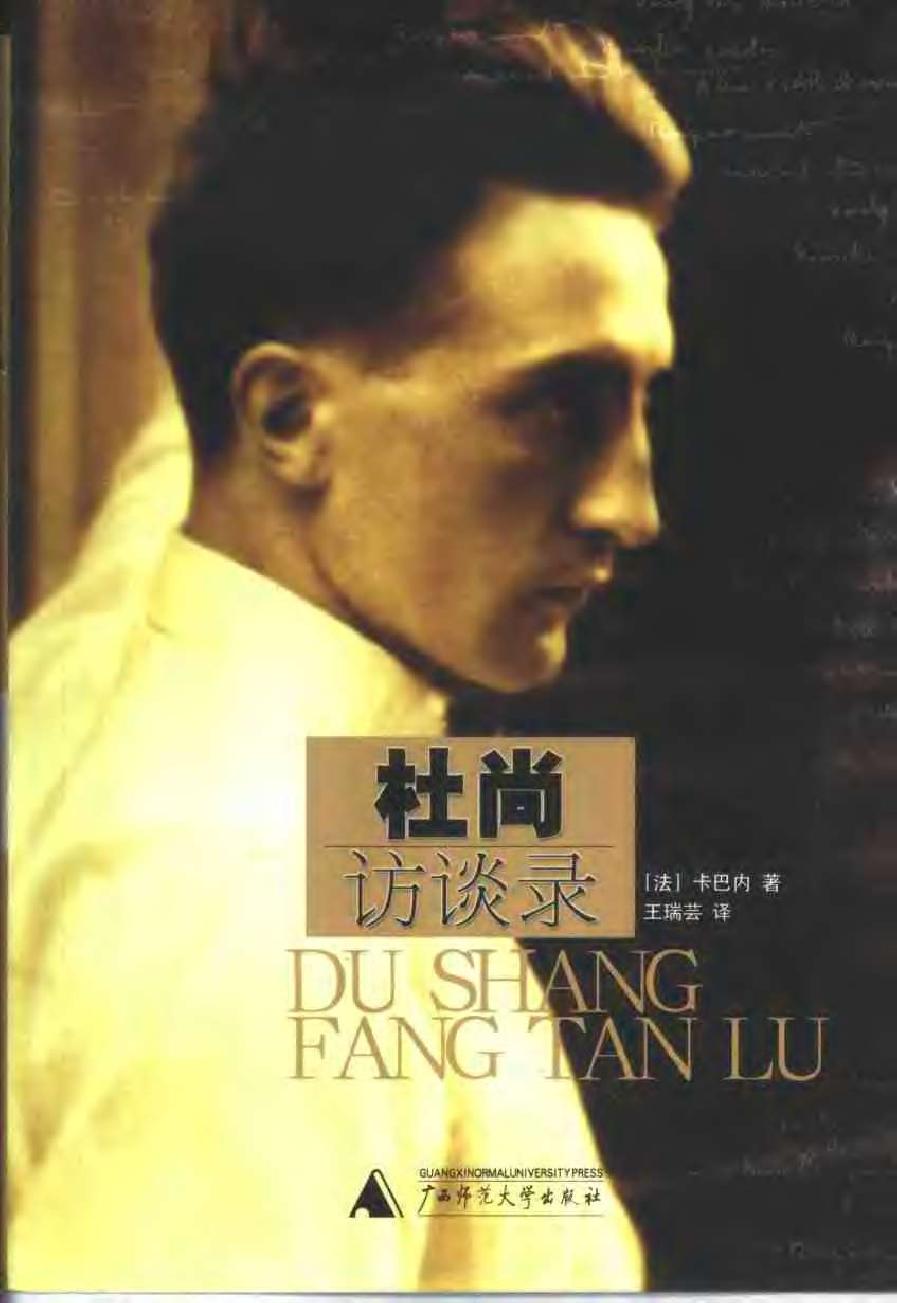 杜尚
访谈录
[法] 卡巴内 著
王瑞芸 译
DU SHANG
FANG TAN LU
GUANGXINORMALUNIVERSITYPRESS
广西师范大学出版社